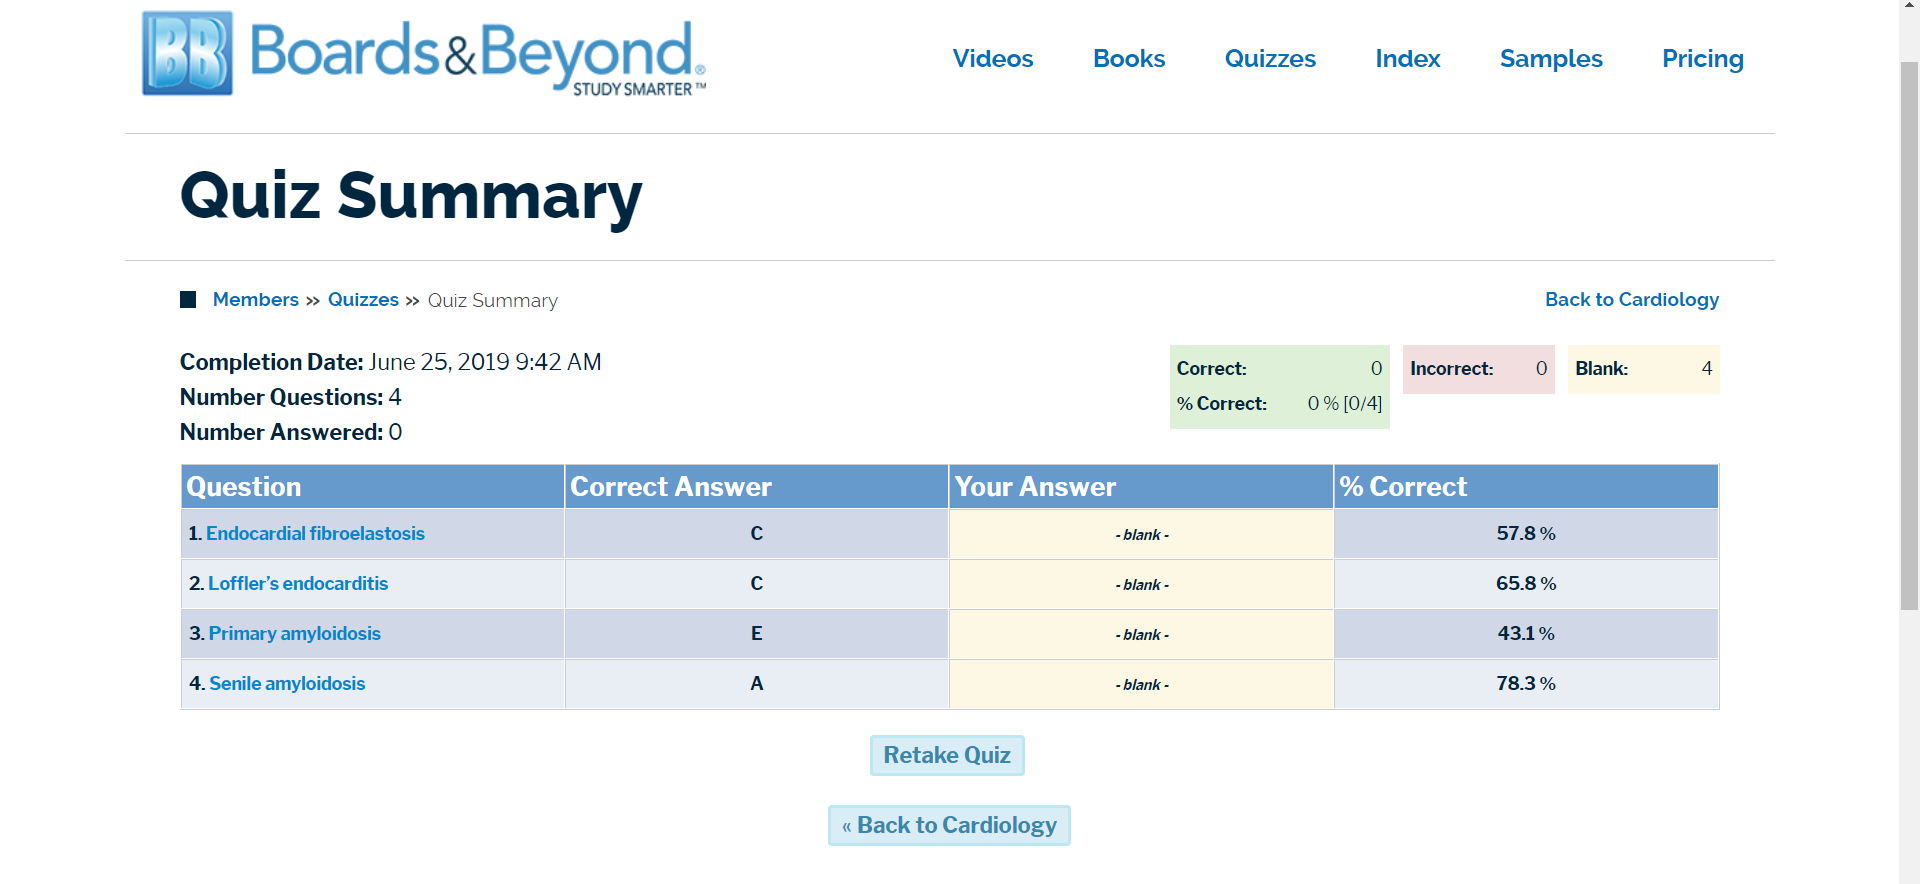 BB Boards&Beyond®
STUDY SMARTER™
Videos Books Quizzes Index Samples Pricing
Quiz Summary
Members » Quizzes » Quiz Summary
Back to Cardiology
Completion Date: June 25, 2019 9:42 AM
Number Questions: 4
Number Answered: 0
Correct: 0
% Correct: 0 % [0/4]
Incorrect: 0
Blank: 4
Question Correct Answer Your Answer % Correct
1. Endocardial fibroelastosis C - blank - 57.8 %
2. Loffler’s endocarditis C - blank - 65.8 %
3. Primary amyloidosis E - blank - 43.1 %
4. Senile amyloidosis A - blank - 78.3 %
Retake Quiz
« Back to Cardiology